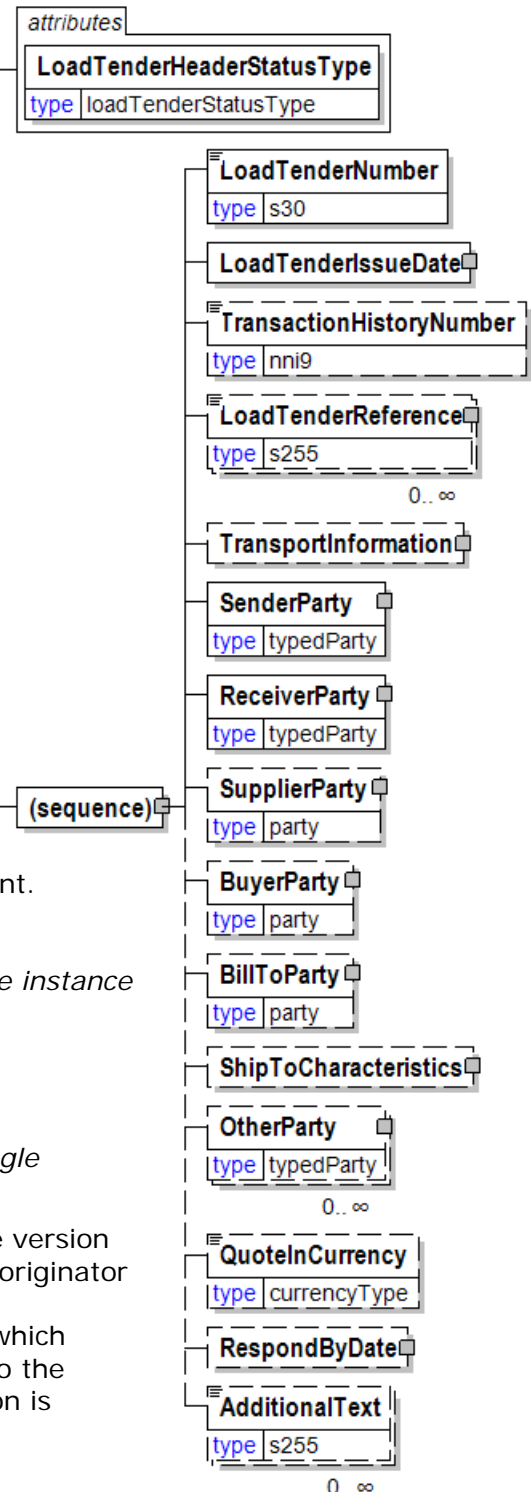 attributes
LoadTenderHeaderStatusType
type loadTenderStatusType
LoadTenderNumber
type s30
LoadTenderIssueDate
TransactionHistoryNumber
type nni9
LoadTenderReference
type s255
0.. ∞
TransportInformation
SenderParty
type typedParty
ReceiverParty
type typedParty
(sequence)
SupplierParty
type party
BuyerParty
type party
BillToParty
type party
ShipToCharacteristics
OtherParty
type typedParty
0.. ∞
QuoteInCurrency
type currencyType
RespondByDate
AdditionalText
type s255
0.. ∞
nt.
e instance
gle
e version
originator
which
o the
on is